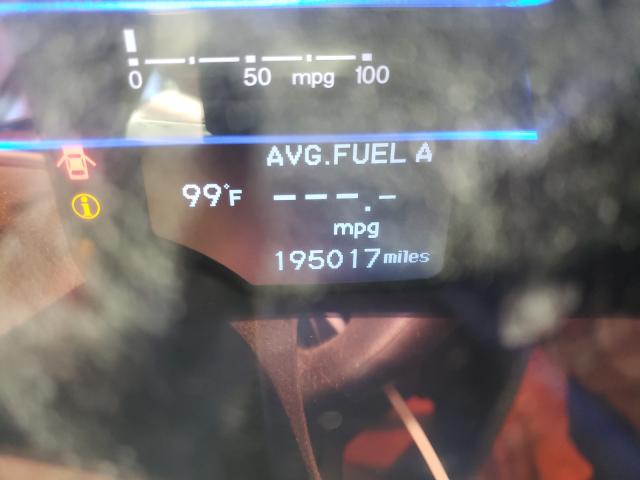 0 50 mpg 100
AVG.FUEL A
99°F ---.-
mpg
195017 miles